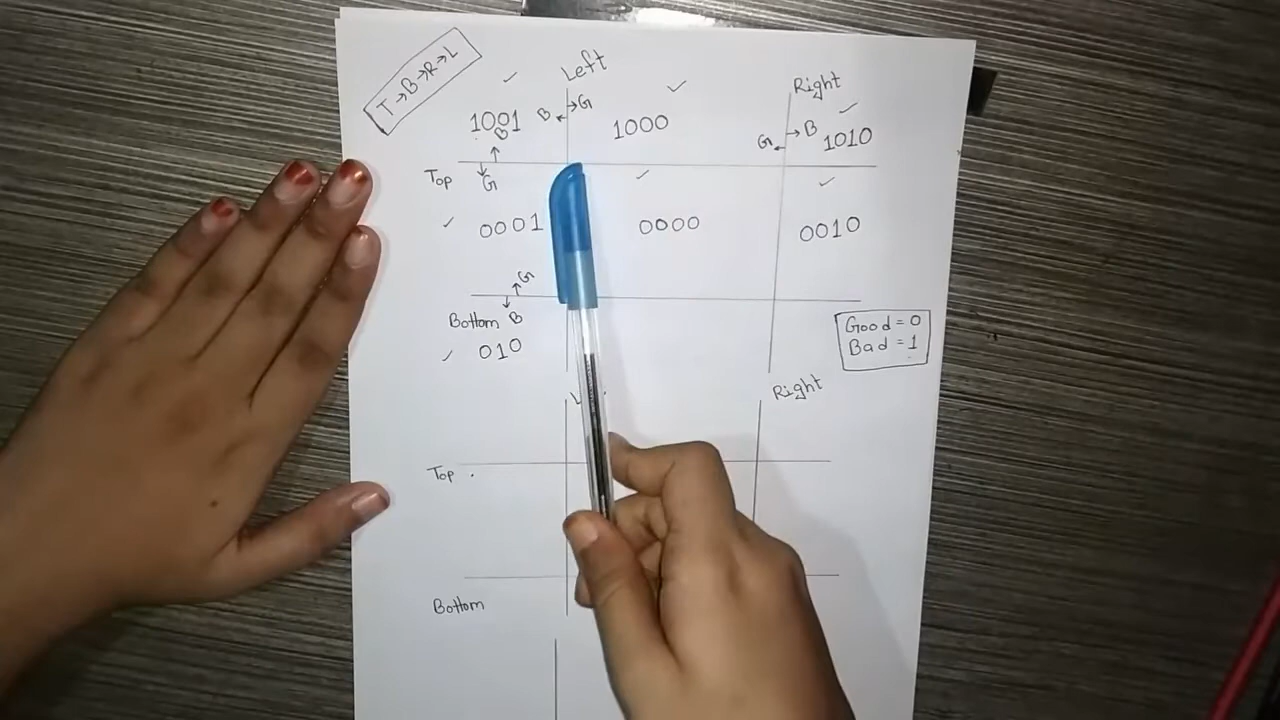 T→B→R→L
Left
Right
1001
B
B
G
1000
G
B
1010
Top
G
0001
0000
0010
G
Bottom B
010
Good = 0
Bad = 1
Right
Top
Bottom